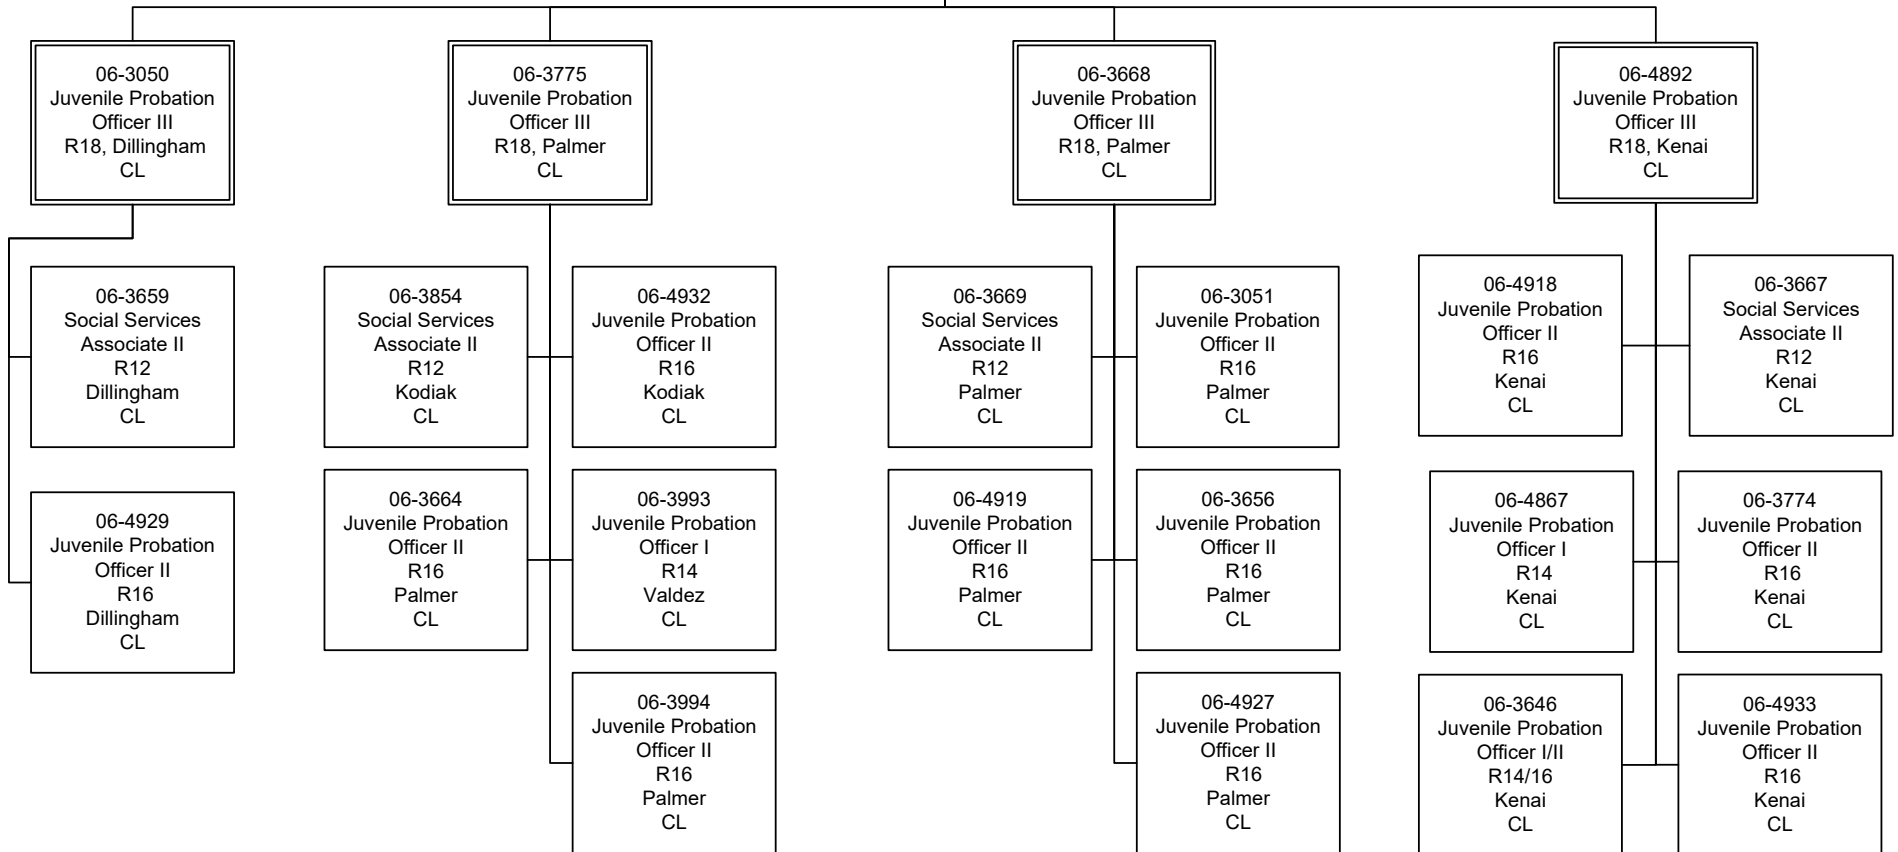 06-3050
Juvenile Probation
Officer III
R18, Dillingham
CL
06-3775
Juvenile Probation
Officer III
R18, Palmer
CL
06-3668
Juvenile Probation
Officer III
R18, Palmer
CL
06-4892
Juvenile Probation
Officer III
R18, Kenai
CL
06-3659
Social Services
Associate II
R12
Dillingham
CL
06-4929
Juvenile Probation
Officer II
R16
Dillingham
CL
06-3854
Social Services
Associate II
R12
Kodiak
CL
06-4932
Juvenile Probation
Officer II
R16
Kodiak
CL
06-3664
Juvenile Probation
Officer II
R16
Palmer
CL
06-3993
Juvenile Probation
Officer I
R14
Valdez
CL
06-3994
Juvenile Probation
Officer II
R16
Palmer
CL
06-3669
Social Services
Associate II
R12
Palmer
CL
06-3051
Juvenile Probation
Officer II
R16
Palmer
CL
06-4919
Juvenile Probation
Officer II
R16
Palmer
CL
06-3656
Juvenile Probation
Officer II
R16
Palmer
CL
06-4927
Juvenile Probation
Officer II
R16
Palmer
CL
06-4918
Juvenile Probation
Officer II
R16
Kenai
CL
06-3667
Social Services
Associate II
R12
Kenai
CL
06-4867
Juvenile Probation
Officer I
R14
Kenai
CL
06-3774
Juvenile Probation
Officer II
R16
Kenai
CL
06-3646
Juvenile Probation
Officer I/II
R14/16
Kenai
CL
06-4933
Juvenile Probation
Officer II
R16
Kenai
CL